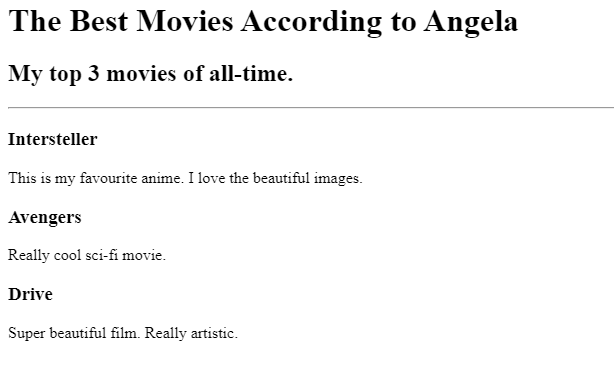 The Best Movies According to Angela
My top 3 movies of all-time.
Intersteller
This is my favourite anime. I love the beautiful images.
Avengers
Really cool sci-fi movie.
Drive
Super beautiful film. Really artistic.